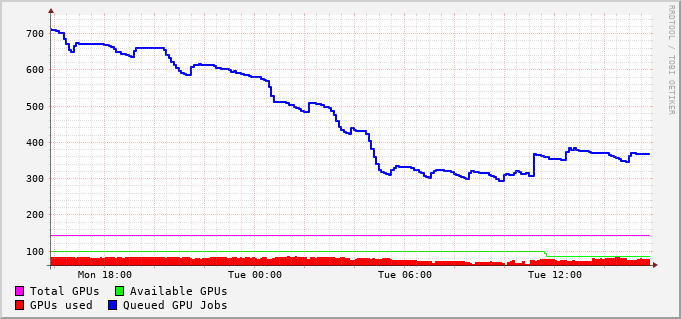 700
600
500
400
300
200
100
Mon 18:00 Tue 00:00 Tue 06:00 Tue 12:00
Total GPUs Available GPUs
GPUs used Queued GPU Jobs
RRDTOOL / TOBI OETIKER